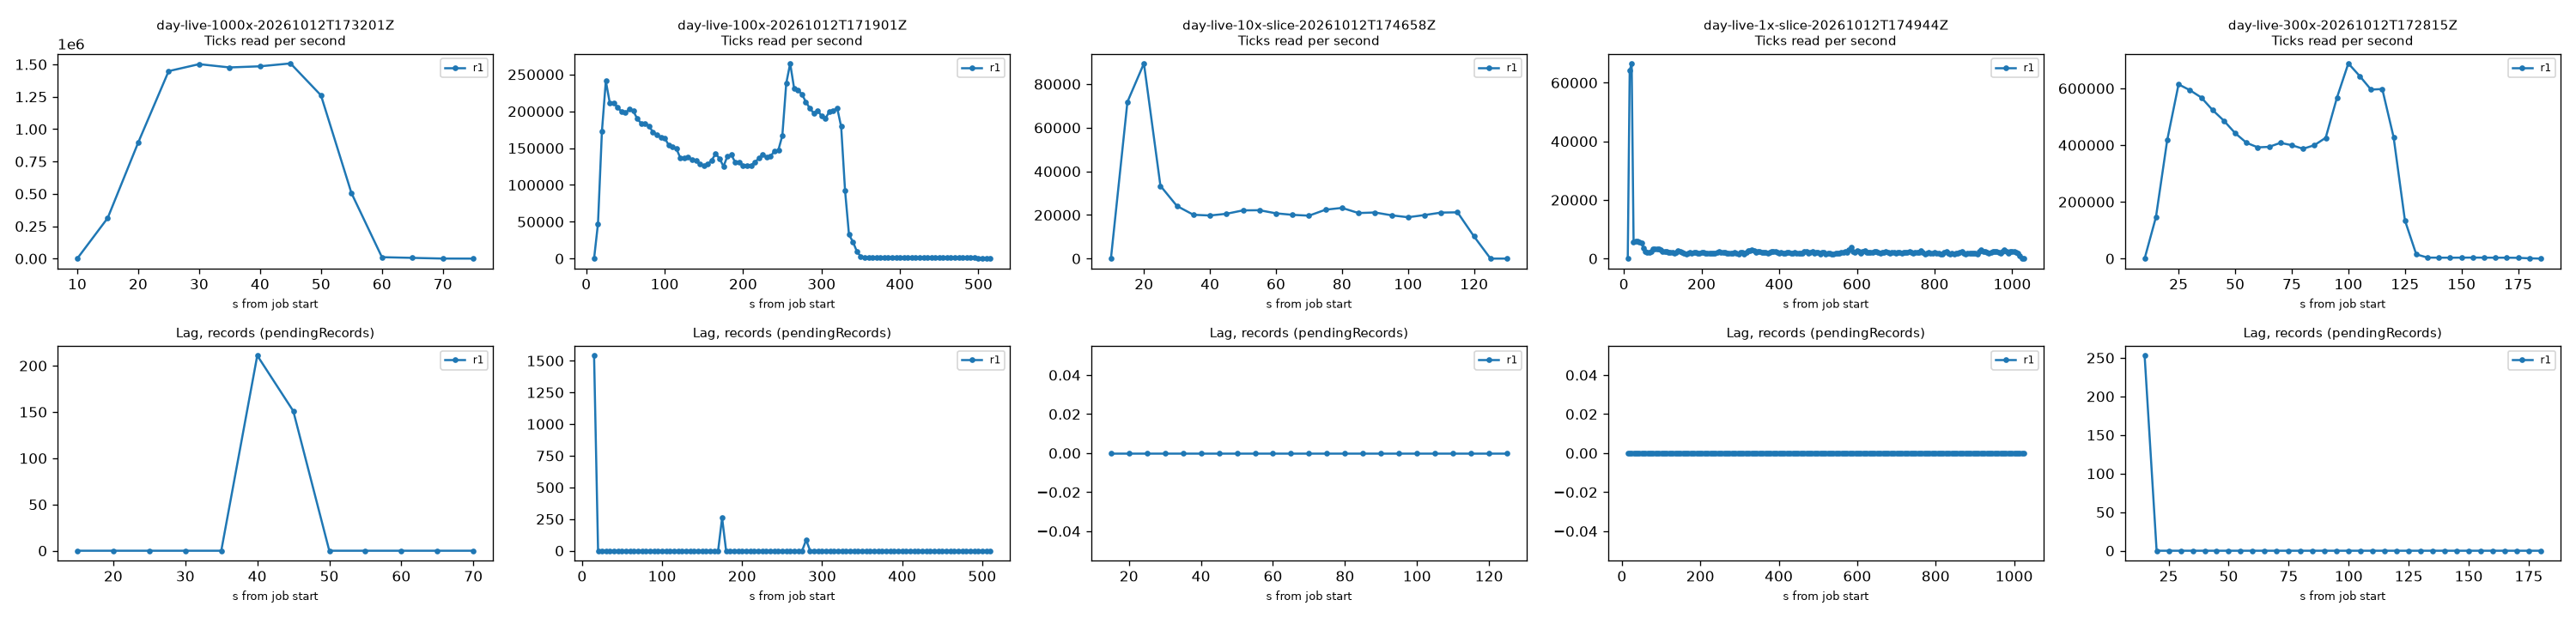 day-live-1000x-20261012T173201Z
Ticks read per second
1e6
1.50
1.25
1.00
0.75
0.50
0.25
0.00
10 20 30 40 50 60 70
s from job start
r1
day-live-100x-20261012T171901Z
Ticks read per second
250000
200000
150000
100000
50000
0
0 100 200 300 400 500
s from job start
r1
day-live-10x-slice-20261012T174658Z
Ticks read per second
80000
60000
40000
20000
0
20 40 60 80 100 120
s from job start
r1
day-live-1x-slice-20261012T174944Z
Ticks read per second
60000
40000
20000
0
0 200 400 600 800 1000
s from job start
r1
day-live-300x-20261012T172815Z
Ticks read per second
600000
400000
200000
0
25 50 75 100 125 150 175
s from job start
r1
Lag, records (pendingRecords)
200
150
100
50
0
20 30 40 50 60 70
s from job start
r1
Lag, records (pendingRecords)
1500
1250
1000
750
500
250
0
0 100 200 300 400 500
s from job start
r1
Lag, records (pendingRecords)
0.04
0.02
0.00
−0.02
−0.04
20 40 60 80 100 120
s from job start
r1
Lag, records (pendingRecords)
0.04
0.02
0.00
−0.02
−0.04
0 200 400 600 800 1000
s from job start
r1
Lag, records (pendingRecords)
250
200
150
100
50
0
25 50 75 100 125 150 175
s from job start
r1